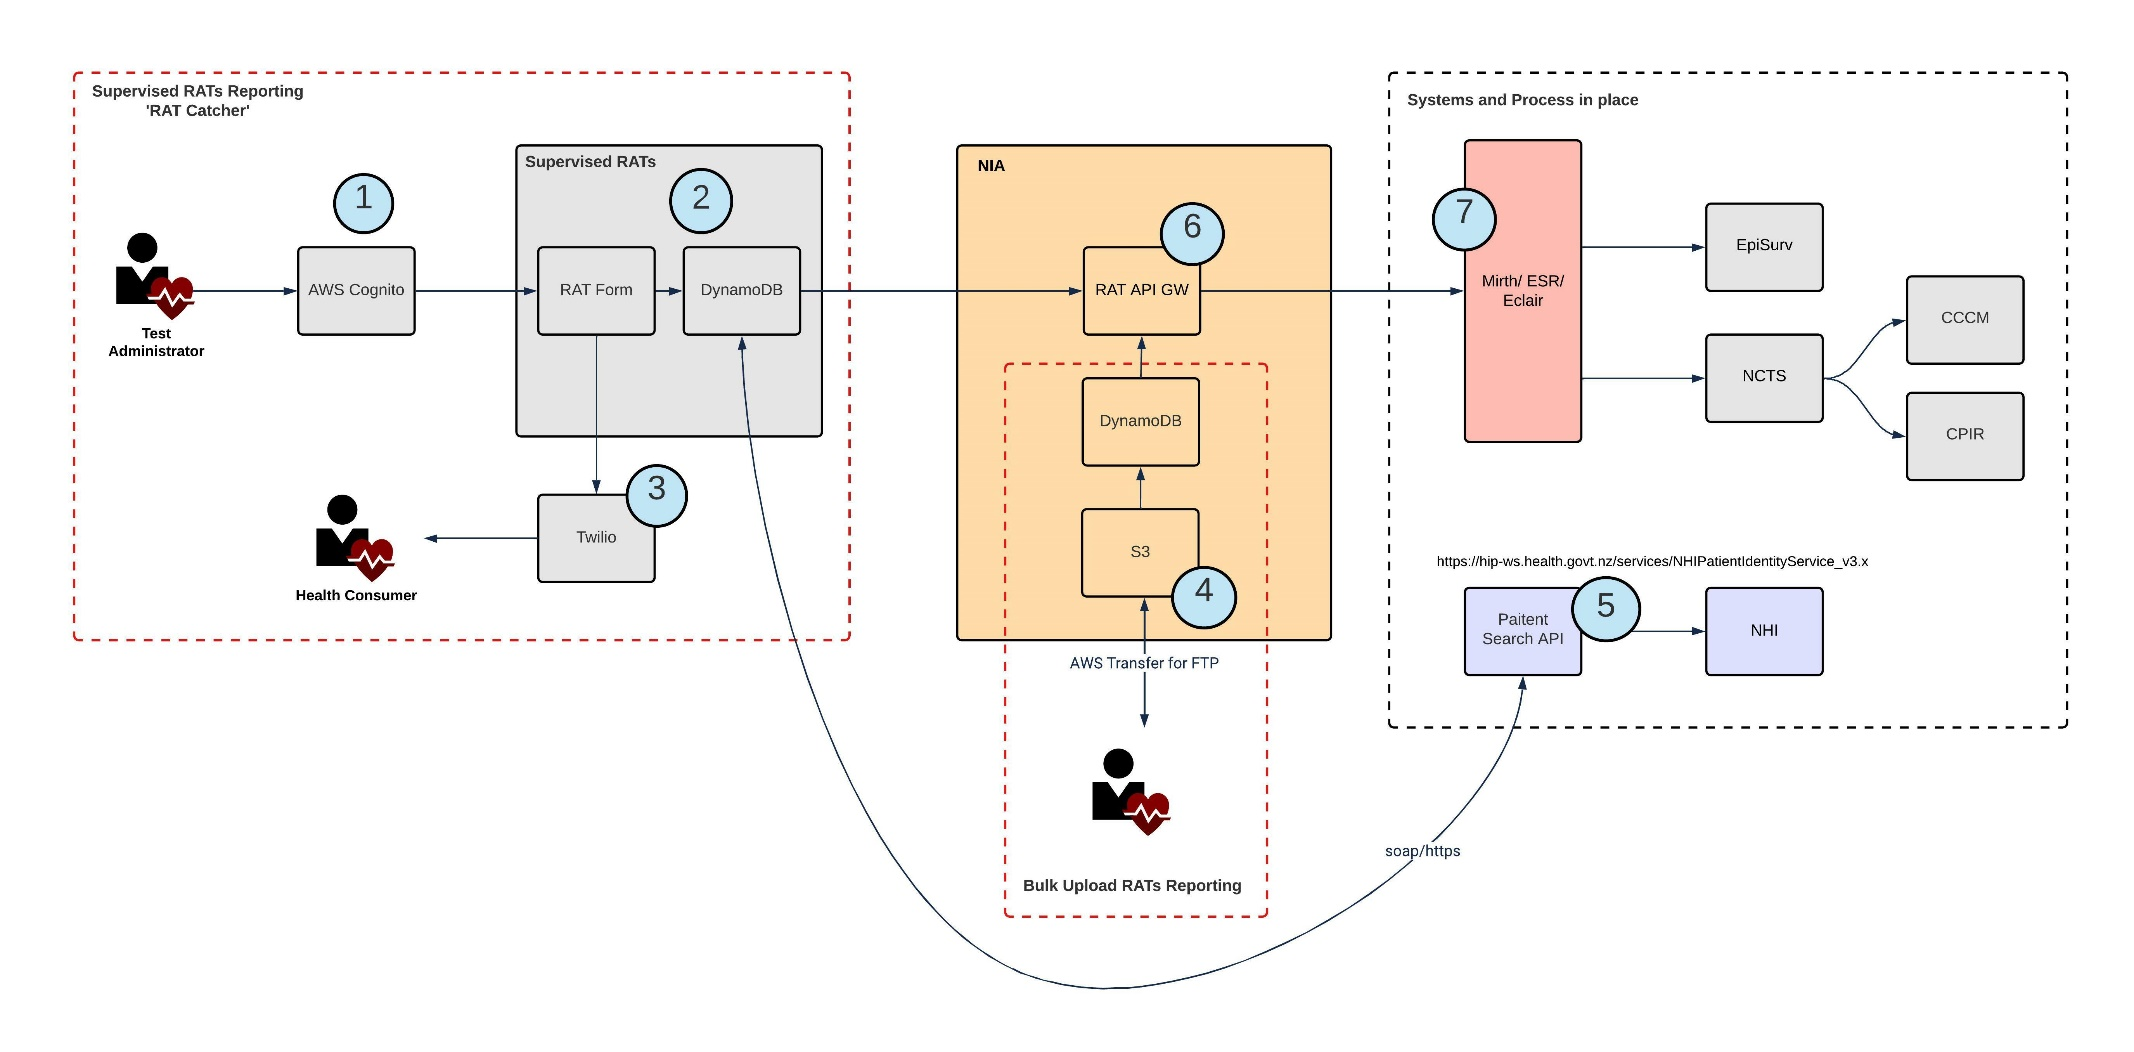 Supervised RATs Reporting
'RAT Catcher'
Test
Administrator
1
AWS Cognito
Supervised RATs
2
RAT Form
DynamoDB
3
Twilio
Health Consumer
NIA
6
RAT API GW
DynamoDB
S3
4
AWS Transfer for FTP
Bulk Upload RATs Reporting
soap/https
Systems and Process in place
7
Mirth/ ESR/
Eclair
EpiSurv
NCTS
CCCM
CPIR
https://hip-ws.health.govt.nz/services/NHIPatientIdentityService_v3.x
Paitent
Search API
5
NHI